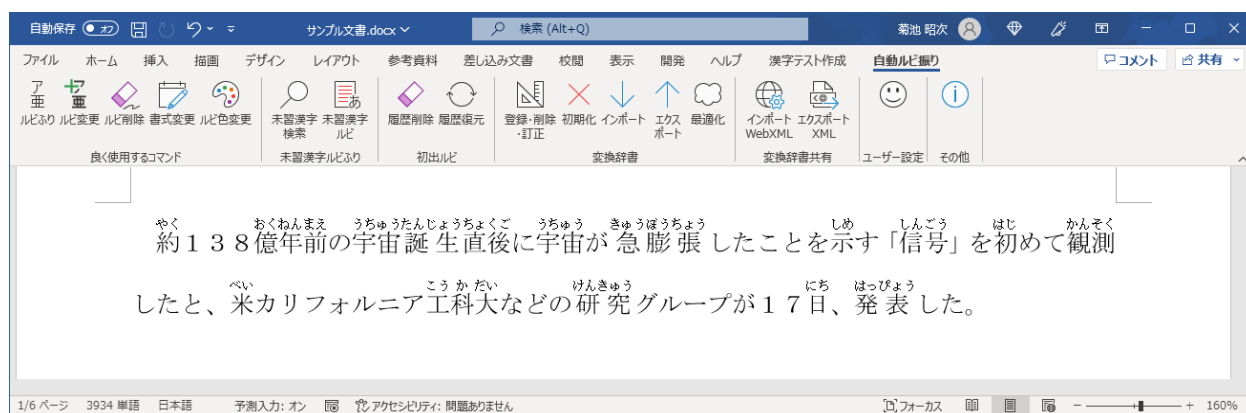 自動保存 オフ サンプル文書.docx 検索 (Alt+Q) 菊池 昭次
ファイル ホーム 挿入 描画 デザイン レイアウト 参考資料 差し込み文書 校閲 表示 開発 ヘルプ 漢字テスト作成 自動ルビ振り コメント 共有
ア亜 ア亜
ルビふり ルビ変更 ルビ削除 書式変更 ルビ色変更 未習漢字検索 未習漢字ルビ 履歴削除 履歴復元 登録・削除・訂正 初期化 インポート エクスポート 最適化 インポートWebXML エクスポートXML
良く使用するコマンド 未習漢字ルビふり 初出ルビ 変換辞書 変換辞書共有 ユーザー設定 その他
やく おくねんまえ うちゅうたんじょうちょくご うちゅう きゅうぼうちょう しめ しんごう はじ かんそく
約138億年前の宇宙誕生直後に宇宙が急膨張したことを示す「信号」を初めて観測
べい こうかだい けんきゅう にち はっぴょう
したと、米カリフォルニア工科大などの研究グループが17日、発表した。
1/6 ページ 3934 単語 日本語 予測入力: オン アクセシビリティ: 問題ありません フォーカス 160%